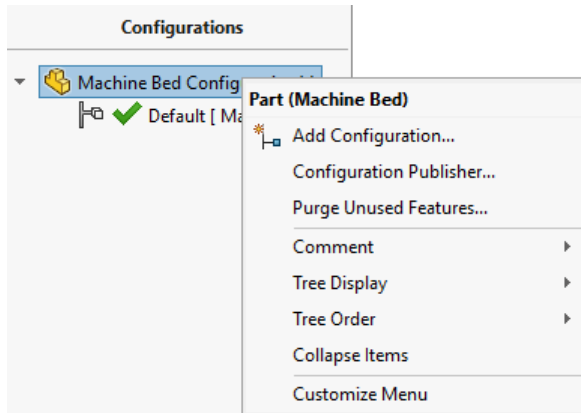 Configurations
Machine Bed Config
Default [ Ma
Part (Machine Bed)
Add Configuration...
Configuration Publisher...
Purge Unused Features...
Comment
Tree Display
Tree Order
Collapse Items
Customize Menu